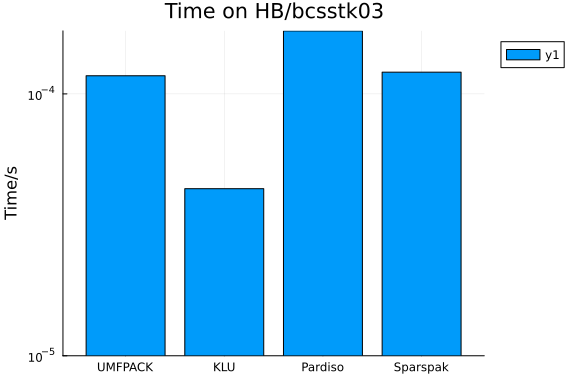 Time on HB/bcsstk03
y1
10⁻⁴
Time/s
10⁻⁵
UMFPACK KLU Pardiso Sparspak